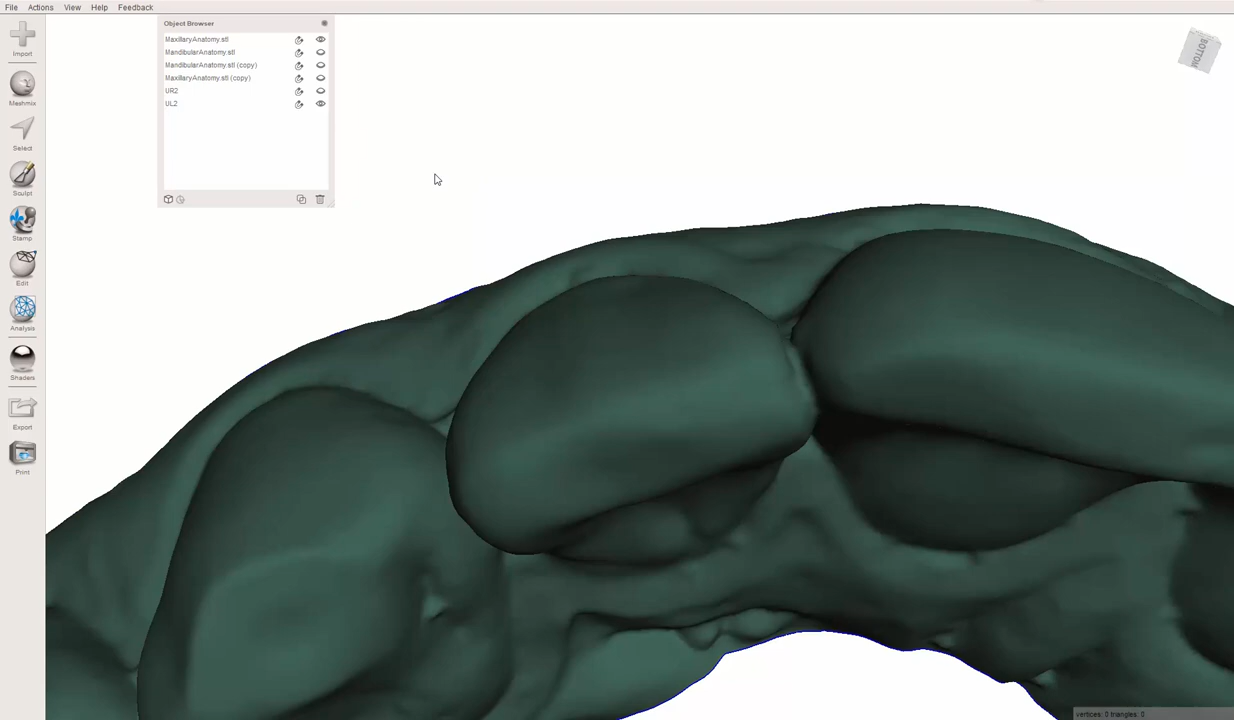 File Actions View Help Feedback
Object Browser
MaxillaryAnatomy.stl
MandibularAnatomy.stl
MandibularAnatomy.stl (copy)
MaxillaryAnatomy.stl (copy)
UR2
UL2
Import
Meshmix
Select
Sculpt
Stamp
Edit
Analysis
Shaders
Export
Print
BOTTOM
vertices: 0 triangles: 0